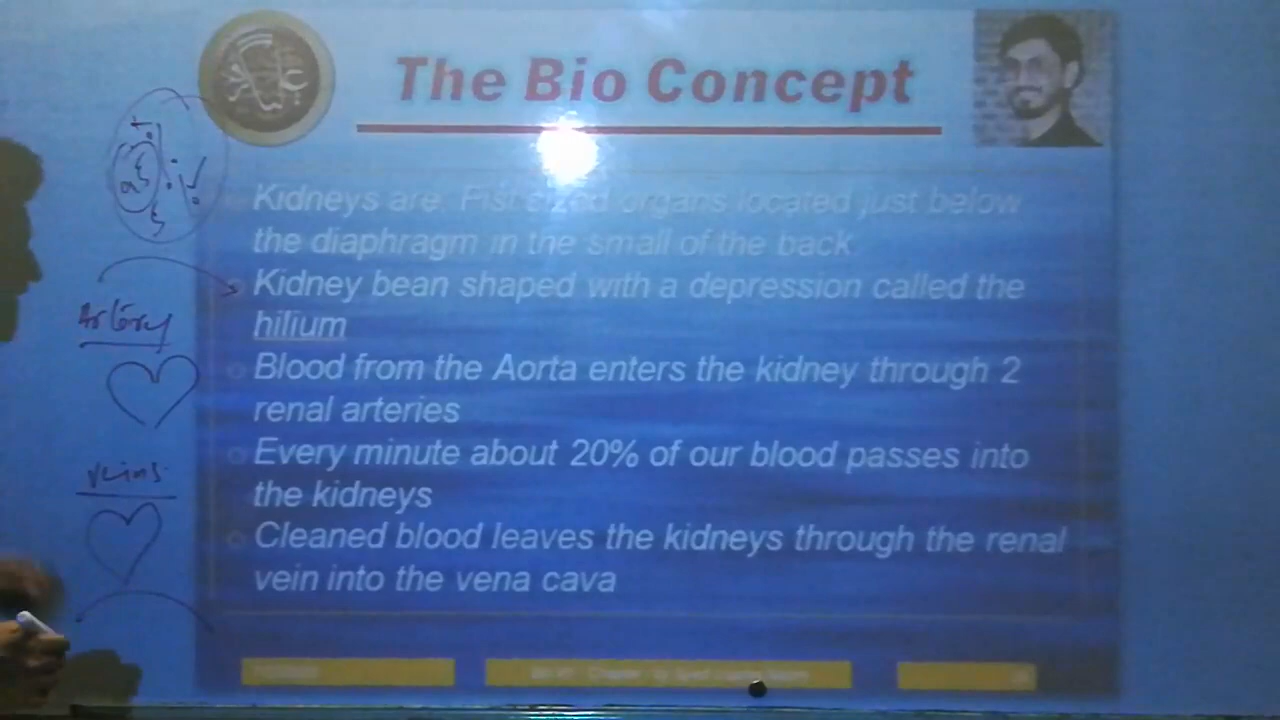 The Bio Concept
Kidneys are Fist sized organs located just below
the diaphragm in the small of the back
Kidney bean shaped with a depression called the
hilium
Blood from the Aorta enters the kidney through 2
renal arteries
Every minute about 20% of our blood passes into
the kidneys
Cleaned blood leaves the kidneys through the renal
vein into the vena cava
Artery
veins